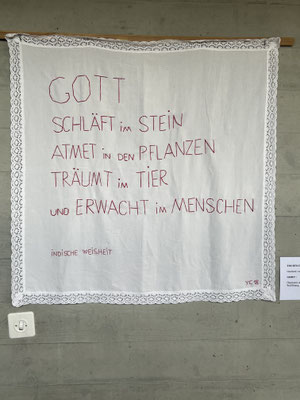 GOTT
SCHLÄFT im STEIN
ATMET in den PFLANZEN
TRÄUMT im TIER
und ERWACHT im MENSCHEN
INDISCHE WEISHEIT